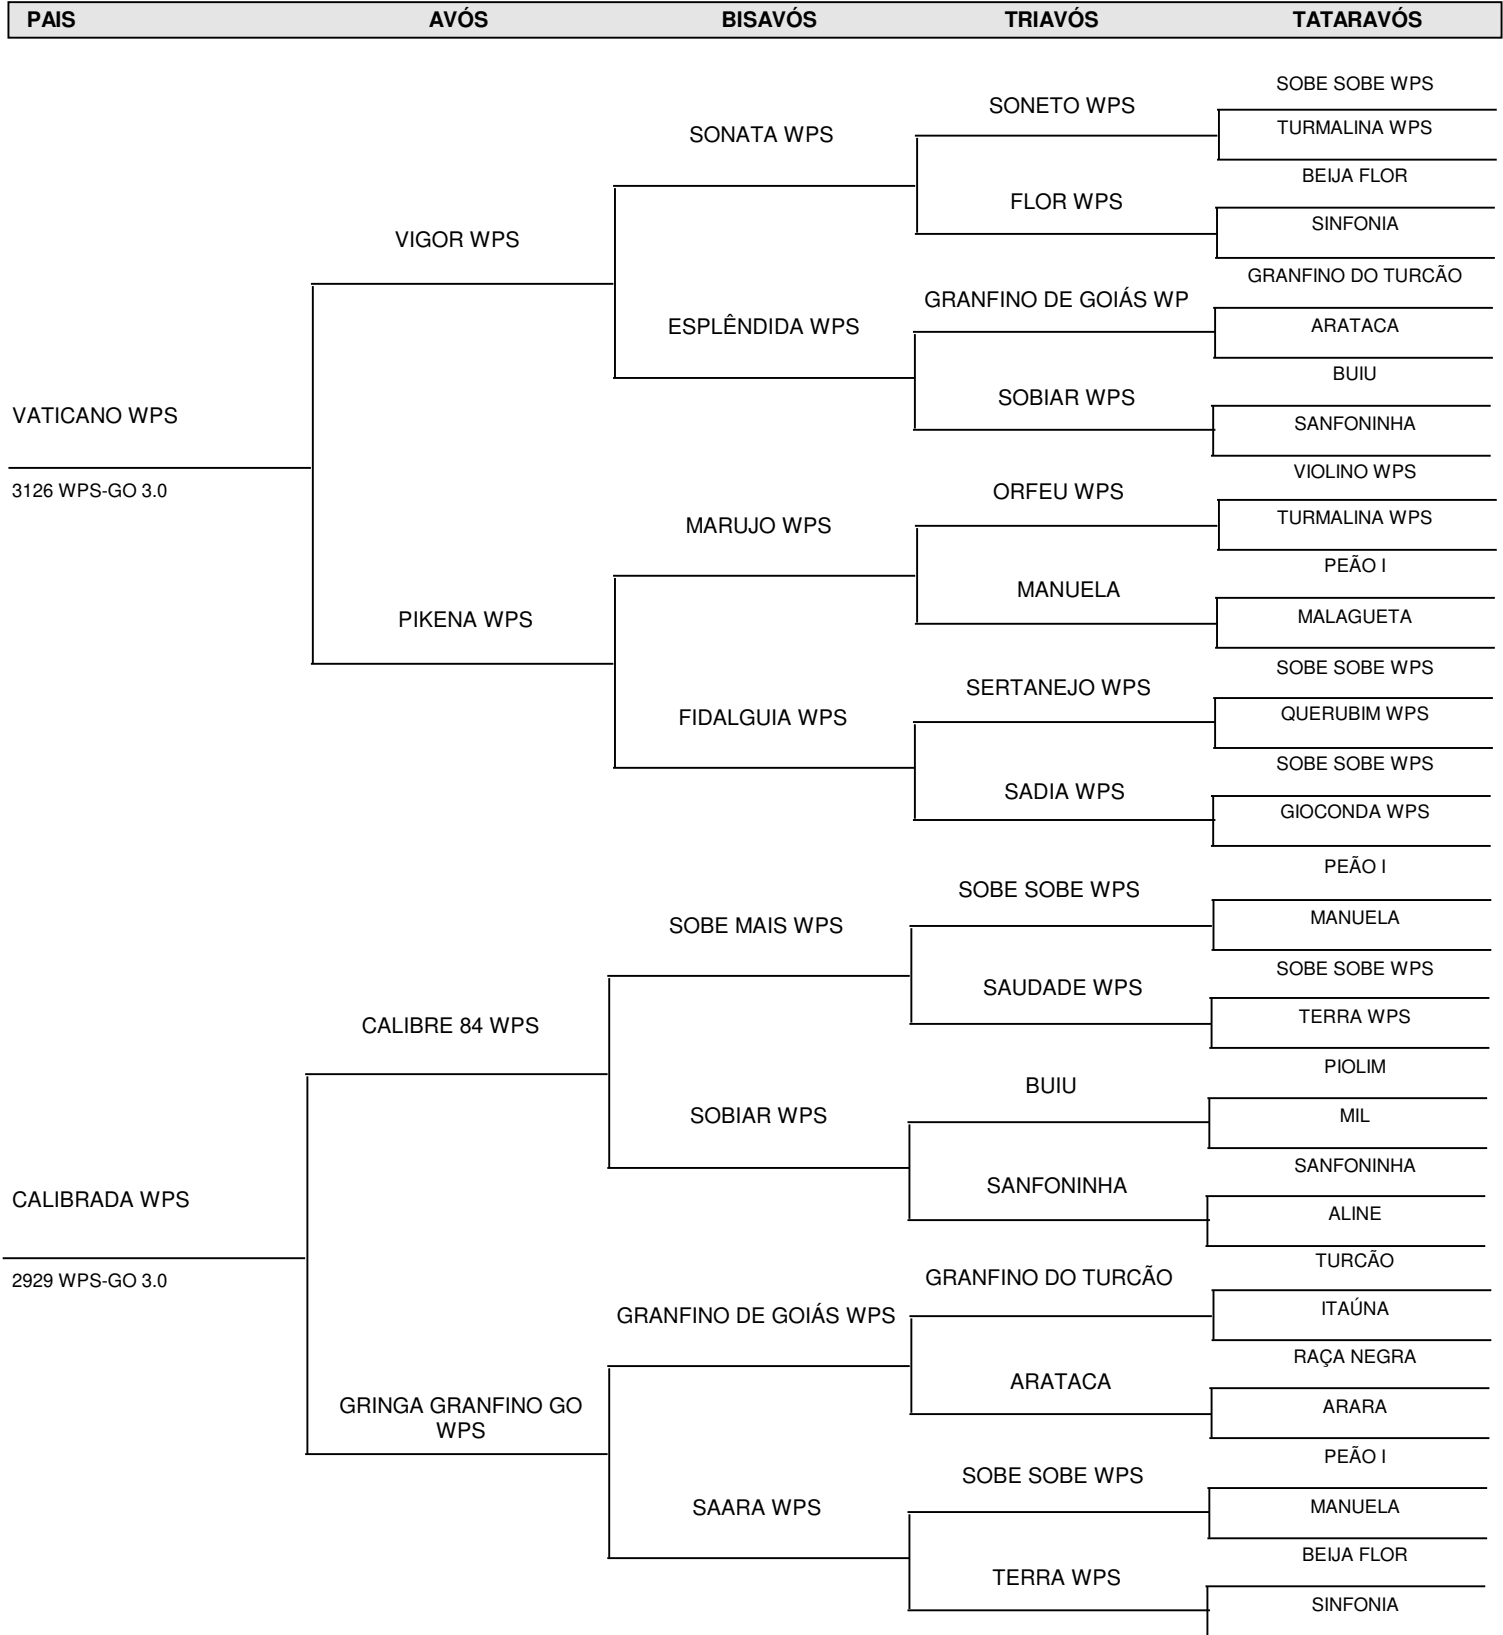 PAIS AVÓS BISAVÓS TRIAVÓS TATARAVÓS
SOBE SOBE WPS
SONETO WPS
TURMALINA WPS
SONATA WPS
BEIJA FLOR
FLOR WPS
SINFONIA
VIGOR WPS
GRANFINO DO TURCÃO
GRANFINO DE GOIÁS WP
ESPLÊNDIDA WPS
ARATACA
BUIU
SOBIAR WPS
VATICANO WPS
SANFONINHA
VIOLINO WPS
3126 WPS-GO 3.0
ORFEU WPS
TURMALINA WPS
MARUJO WPS
PEÃO I
MANUELA
MALAGUETA
PIKENA WPS
SOBE SOBE WPS
SERTANEJO WPS
QUERUBIM WPS
FIDALGUIA WPS
SOBE SOBE WPS
SADIA WPS
GIOCONDA WPS
PEÃO I
SOBE SOBE WPS
MANUELA
SOBE MAIS WPS
SOBE SOBE WPS
SAUDADE WPS
TERRA WPS
CALIBRE 84 WPS
PIOLIM
BUIU
MIL
SOBIAR WPS
SANFONINHA
SANFONINHA
CALIBRADA WPS
ALINE
TURCÃO
2929 WPS-GO 3.0
GRANFINO DO TURCÃO
ITAÚNA
GRANFINO DE GOIÁS WPS
RAÇA NEGRA
ARATACA
ARARA
GRINGA GRANFINO GO
WPS
PEÃO I
SOBE SOBE WPS
MANUELA
SAARA WPS
BEIJA FLOR
TERRA WPS
SINFONIA